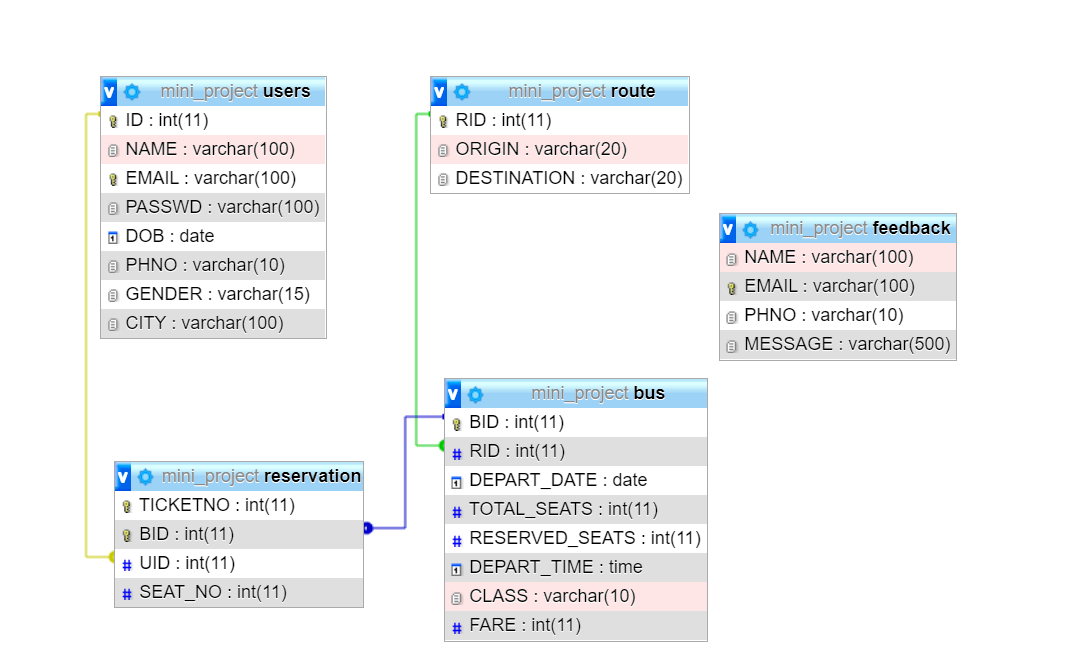 v mini_project users
ID : int(11)
NAME : varchar(100)
EMAIL : varchar(100)
PASSWD : varchar(100)
DOB : date
PHNO : varchar(10)
GENDER : varchar(15)
CITY : varchar(100)
v mini_project route
RID : int(11)
ORIGIN : varchar(20)
DESTINATION : varchar(20)
v mini_project feedback
NAME : varchar(100)
EMAIL : varchar(100)
PHNO : varchar(10)
MESSAGE : varchar(500)
v mini_project bus
BID : int(11)
# RID : int(11)
DEPART_DATE : date
# TOTAL_SEATS : int(11)
# RESERVED_SEATS : int(11)
DEPART_TIME : time
CLASS : varchar(10)
# FARE : int(11)
v mini_project reservation
TICKETNO : int(11)
BID : int(11)
# UID : int(11)
# SEAT_NO : int(11)